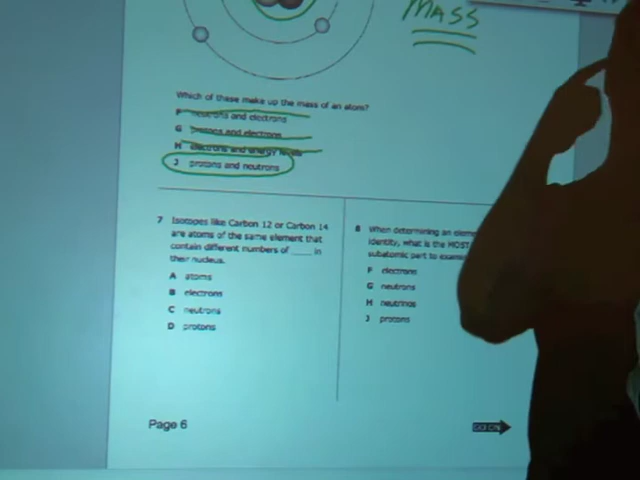 MASS
Which of these make up the mass of an atom?
F neutrons and electrons
G protons and electrons
H electrons and energy levels
J protons and neutrons
7 Isotopes like Carbon 12 or Carbon 14
are atoms of the same element that
contain different numbers of ____ in
their nucleus.
A atoms
B electrons
C neutrons
D protons
8 When determining an
identity, what is the MOST
subatomic part to
F electrons
G neutrons
H neutrinos
J protons
Page 6
GO ON